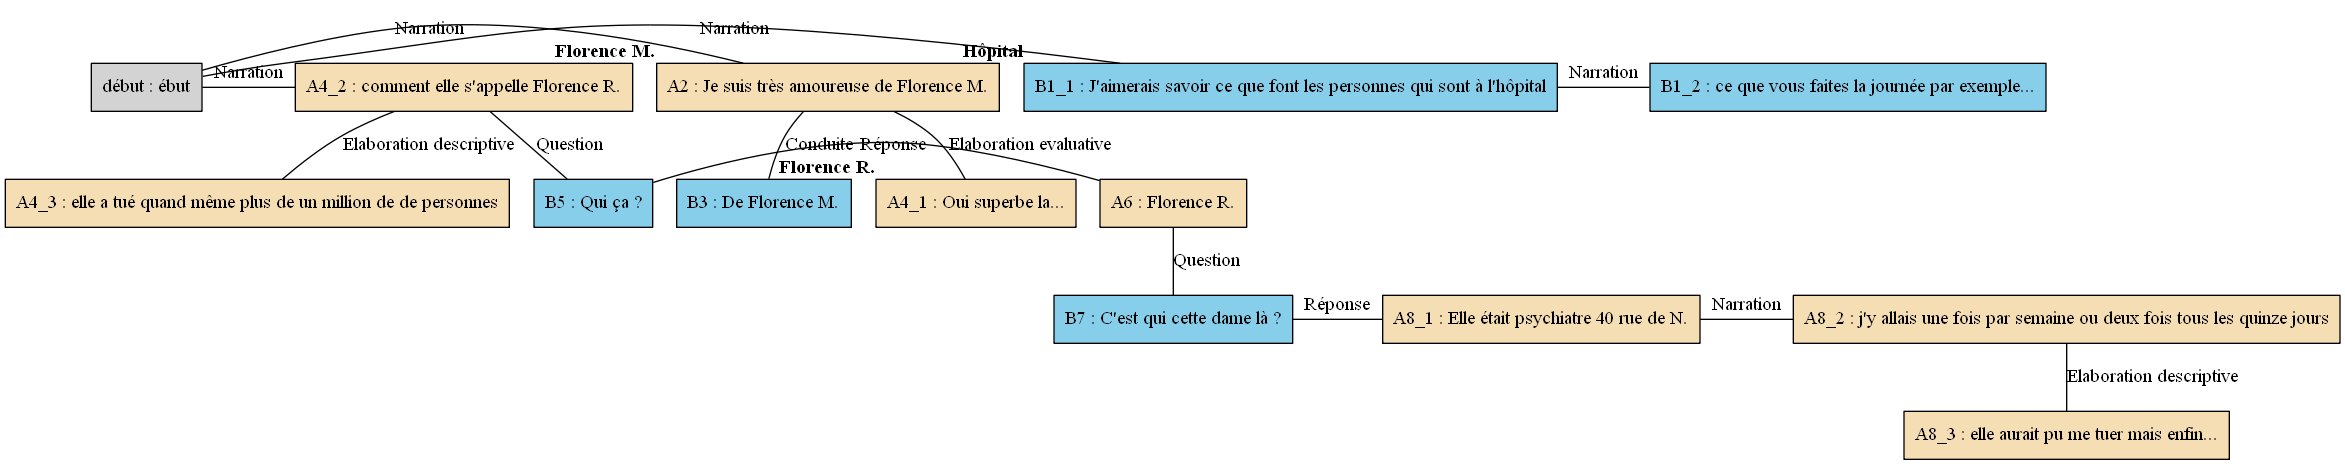 Narration
Narration
Florence M.
Hôpital
début : ébut
Narration
A4_2 : comment elle s'appelle Florence R.
A2 : Je suis très amoureuse de Florence M.
B1_1 : J'aimerais savoir ce que font les personnes qui sont à l'hôpital
Narration
B1_2 : ce que vous faites la journée par exemple...
Elaboration descriptive
Question
Conduite Réponse
Elaboration evaluative
Florence R.
A4_3 : elle a tué quand même plus de un million de de personnes
B5 : Qui ça ?
B3 : De Florence M.
A4_1 : Oui superbe la...
A6 : Florence R.
Question
B7 : C'est qui cette dame là ?
Réponse
A8_1 : Elle était psychiatre 40 rue de N.
Narration
A8_2 : j'y allais une fois par semaine ou deux fois tous les quinze jours
Elaboration descriptive
A8_3 : elle aurait pu me tuer mais enfin...